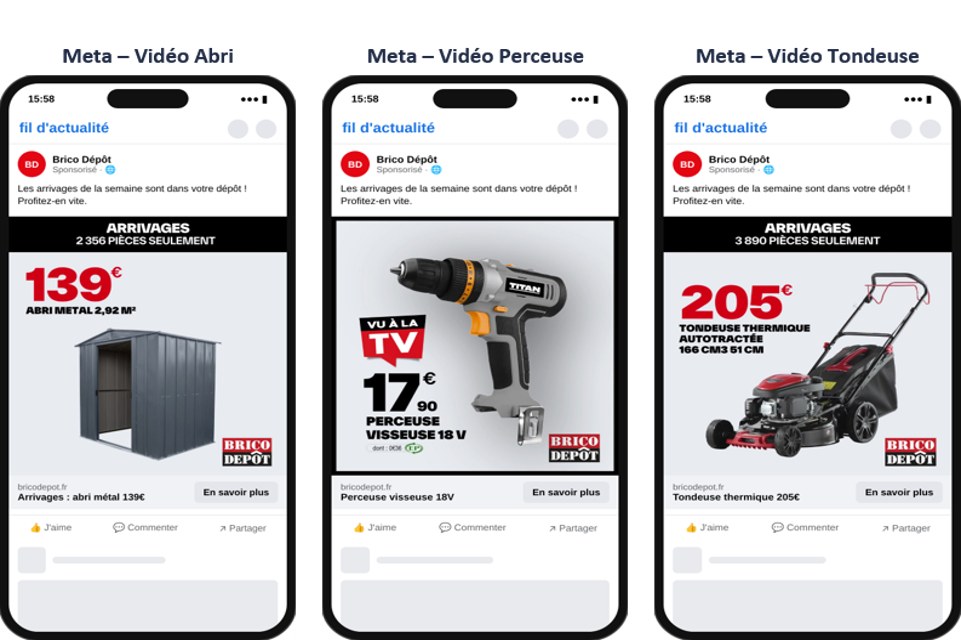 Meta – Vidéo Abri
15:58
fil d'actualité
BD
Brico Dépôt
Sponsorisé ·
Les arrivages de la semaine sont dans votre dépôt !
Profitez-en vite.
ARRIVAGES
2 356 PIÈCES SEULEMENT
139€
ABRI METAL 2,92 M²
BRICO
DEPÔT
bricodepot.fr
Arrivages : abri métal 139€
En savoir plus
J'aime
Commenter
Partager
Meta – Vidéo Perceuse
15:58
fil d'actualité
BD
Brico Dépôt
Sponsorisé ·
Les arrivages de la semaine sont dans votre dépôt !
Profitez-en vite.
TITAN
VU À LA
TV
17€90
PERCEUSE
VISSEUSE 18 V
BRICO
DEPÔT
bricodepot.fr
Perceuse visseuse 18V
En savoir plus
J'aime
Commenter
Partager
Meta – Vidéo Tondeuse
15:58
fil d'actualité
BD
Brico Dépôt
Sponsorisé ·
Les arrivages de la semaine sont dans votre dépôt !
Profitez-en vite.
ARRIVAGES
3 890 PIÈCES SEULEMENT
205€
TONDEUSE THERMIQUE
AUTOTRACTÉE
166 CM3 51 CM
BRICO
DEPÔT
bricodepot.fr
Tondeuse thermique 205€
En savoir plus
J'aime
Commenter
Partager